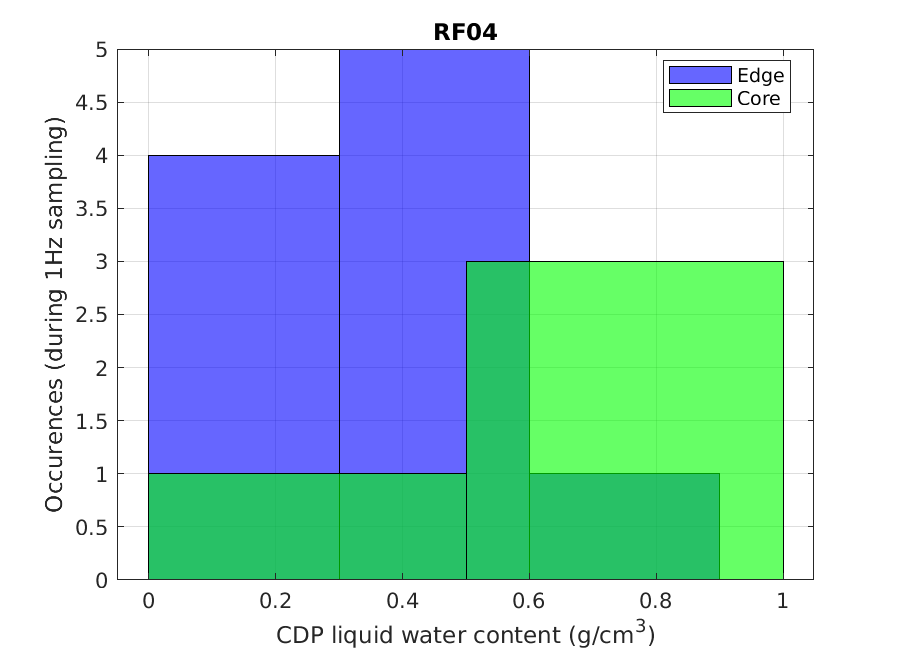 RF04
Edge
Core
5
4.5
4
3.5
3
2.5
2
1.5
1
0.5
0
Occurences (during 1Hz sampling)
0 0.2 0.4 0.6 0.8 1
CDP liquid water content (g/cm³)